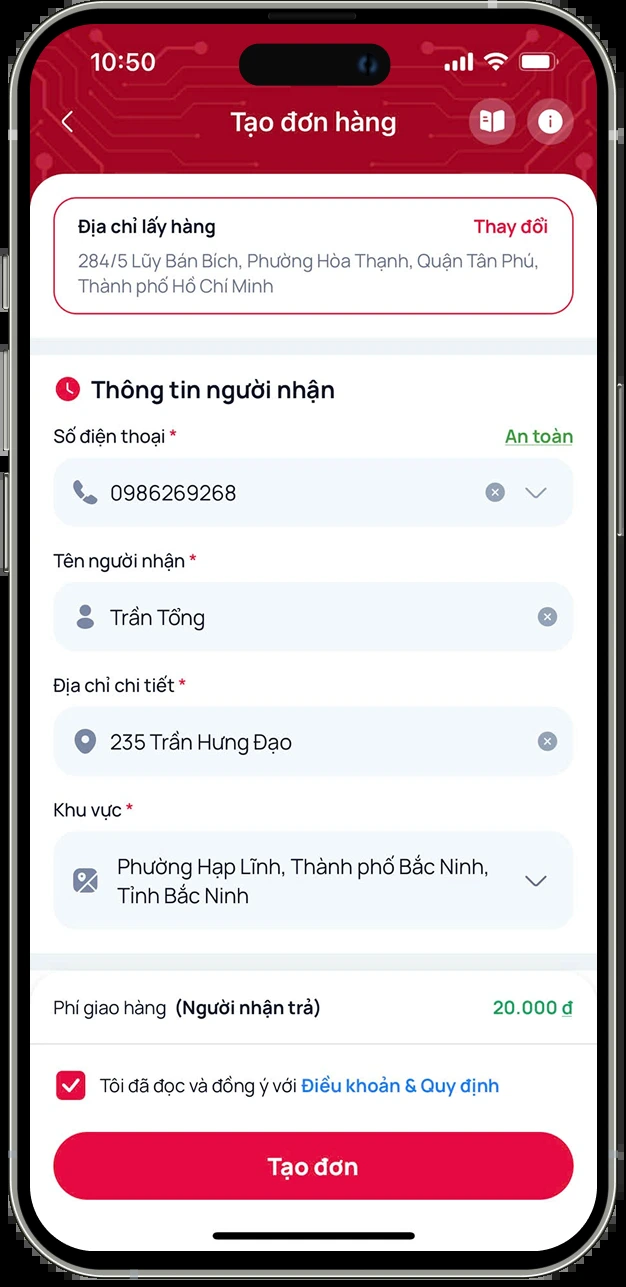 10:50
Tạo đơn hàng
Địa chỉ lấy hàng
Thay đổi
284/5 Lũy Bán Bích, Phường Hòa Thạnh, Quận Tân Phú,
Thành phố Hồ Chí Minh
Thông tin người nhận
Số điện thoại *
An toàn
0986269268
Tên người nhận *
Trần Tổng
Địa chỉ chi tiết *
235 Trần Hưng Đạo
Khu vực *
Phường Hạp Lĩnh, Thành phố Bắc Ninh,
Tỉnh Bắc Ninh
Phí giao hàng (Người nhận trả)
20.000 đ
Tôi đã đọc và đồng ý với Điều khoản & Quy định
Tạo đơn